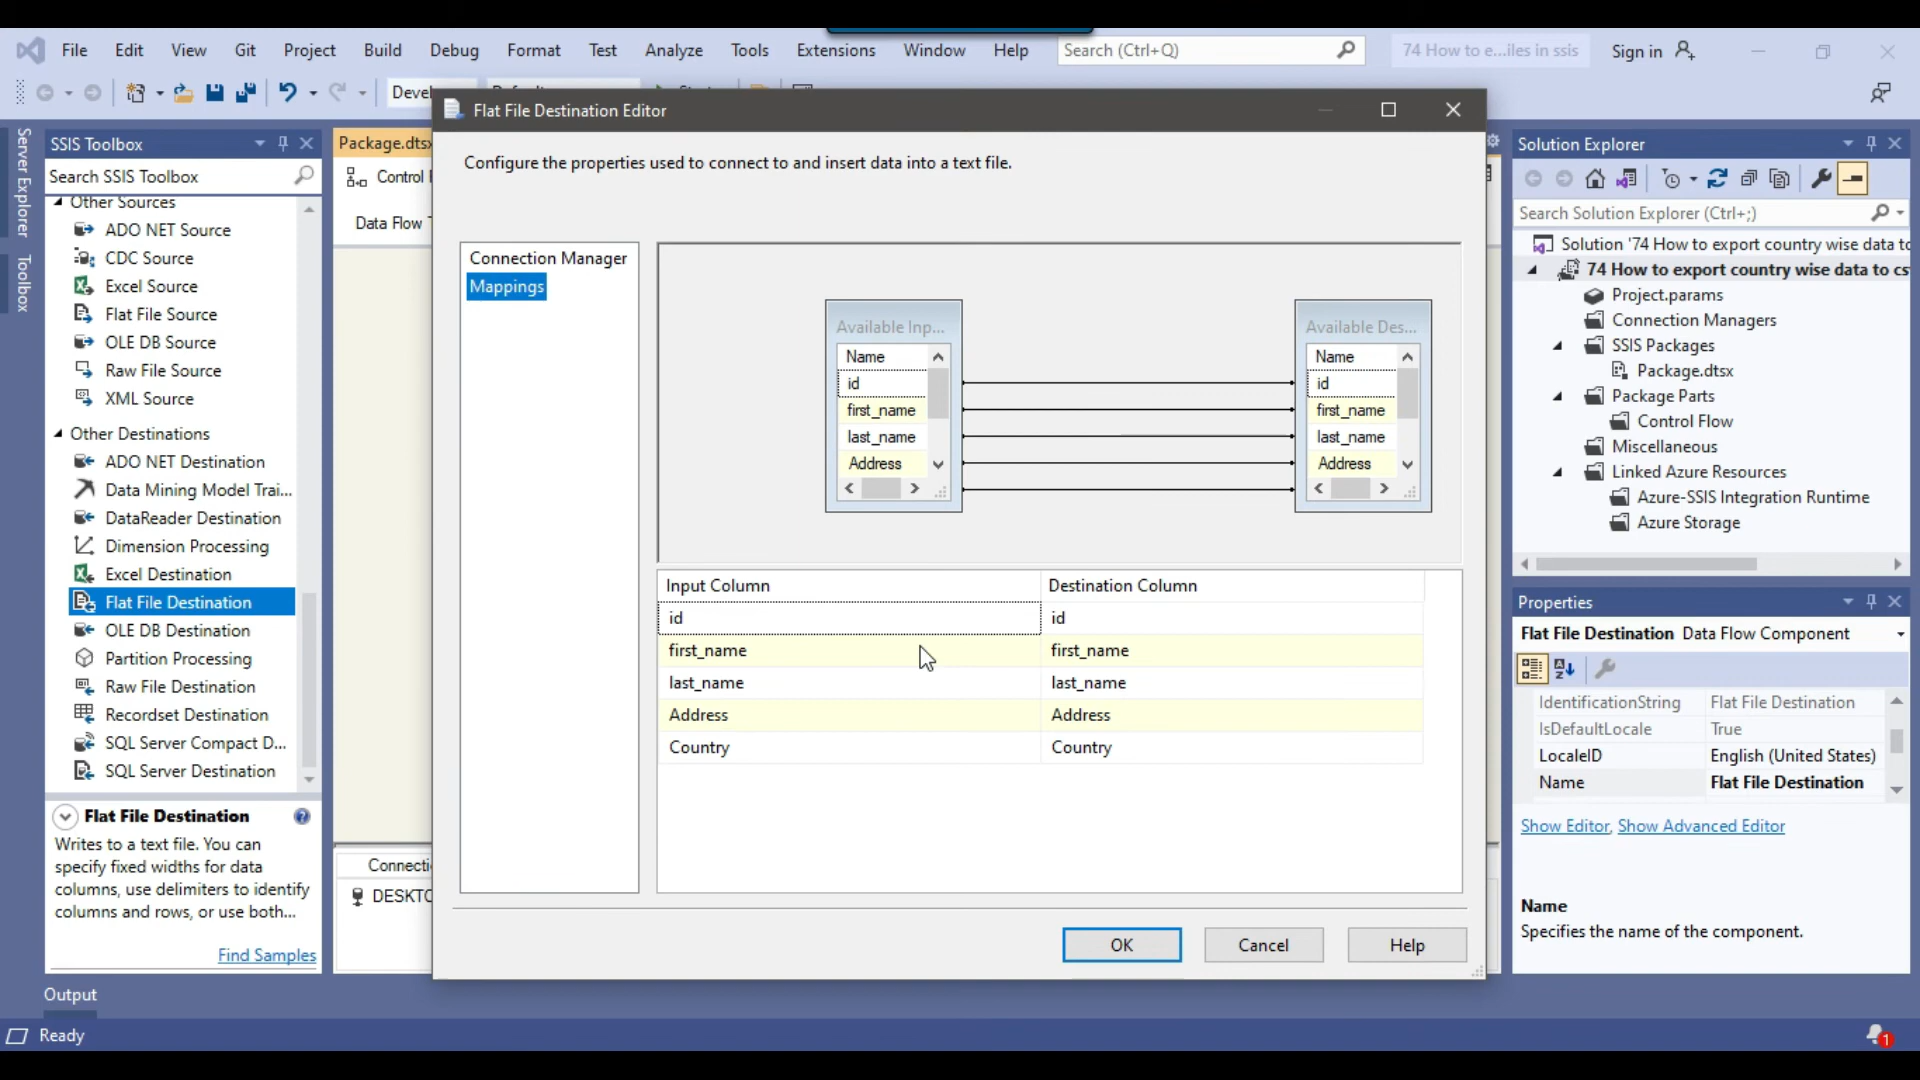 File Edit View Git Project Build Debug Format Test Analyze Tools Extensions Window Help Search (Ctrl+Q) 74 How to e...iles in ssis Sign in
Server Explorer
Toolbox
SSIS Toolbox
Search SSIS Toolbox
Other Sources
ADO NET Source
CDC Source
Excel Source
Flat File Source
OLE DB Source
Raw File Source
XML Source
Other Destinations
ADO NET Destination
Data Mining Model Trai...
DataReader Destination
Dimension Processing
Excel Destination
Flat File Destination
OLE DB Destination
Partition Processing
Raw File Destination
Recordset Destination
SQL Server Compact D...
SQL Server Destination
Flat File Destination
Writes to a text file. You can
specify fixed widths for data
columns, use delimiters to identify
columns and rows, or use both...
Find Samples
Package.dtsx
Control
Data Flow
Flat File Destination Editor
Configure the properties used to connect to and insert data into a text file.
Connection Manager
Mappings
Available Inp...
Name
id
first_name
last_name
Address
Available Des...
Name
id
first_name
last_name
Address
Input Column Destination Column
id id
first_name first_name
last_name last_name
Address Address
Country Country
OK Cancel Help
Solution Explorer
Search Solution Explorer (Ctrl+;)
Solution '74 How to export country wise data to
74 How to export country wise data to cs
Project.params
Connection Managers
SSIS Packages
Package.dtsx
Package Parts
Control Flow
Miscellaneous
Linked Azure Resources
Azure-SSIS Integration Runtime
Azure Storage
Properties
Flat File Destination Data Flow Component
IdentificationString Flat File Destination
IsDefaultLocale True
LocaleID English (United States)
Name Flat File Destination
Show Editor, Show Advanced Editor
Name
Specifies the name of the component.
Output
Ready
1